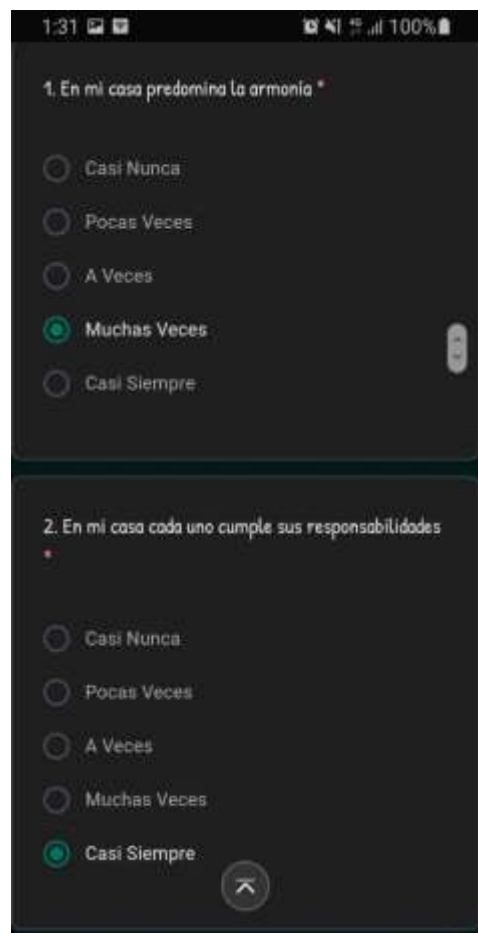 1:31 100%
1. En mi casa predomina la armonía *
Casi Nunca
Pocas Veces
A Veces
Muchas Veces
Casi Siempre
2. En mi casa cada uno cumple sus responsabilidades
*
Casi Nunca
Pocas Veces
A Veces
Muchas Veces
Casi Siempre